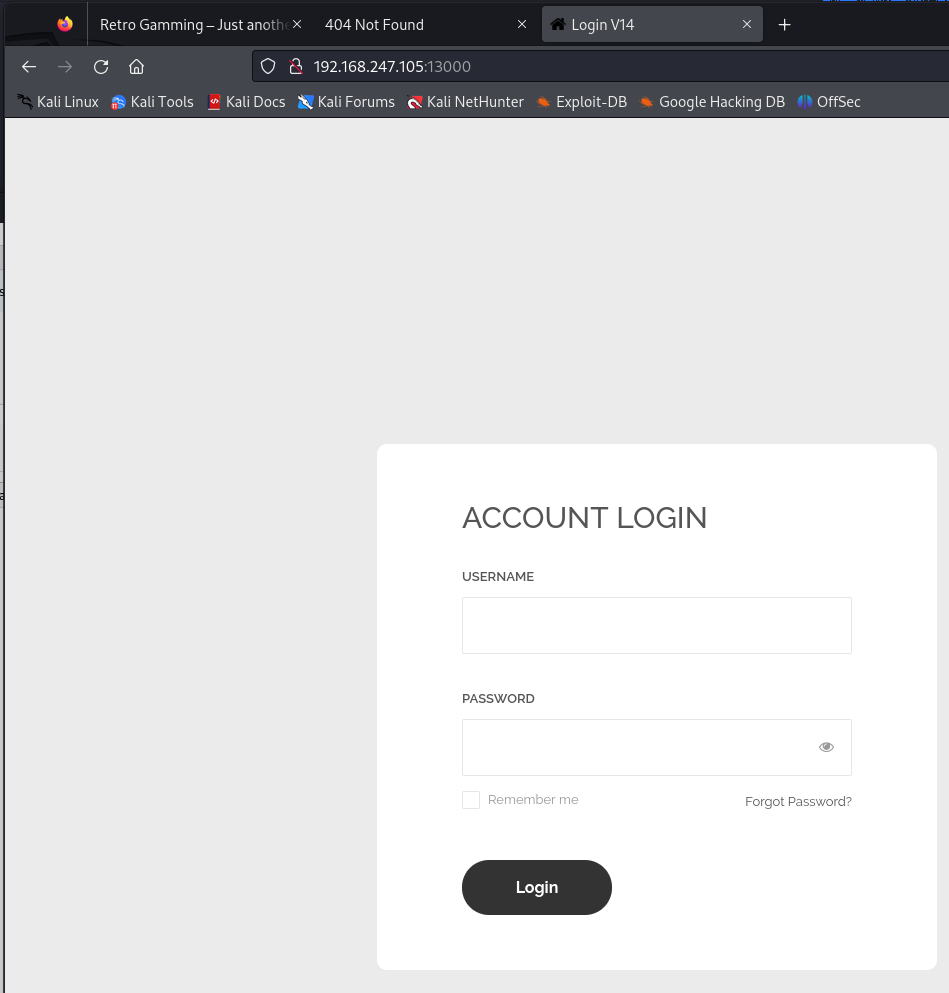 Retro Gamming – Just anothe
404 Not Found
Login V14
192.168.247.105:13000
Kali Linux Kali Tools Kali Docs Kali Forums Kali NetHunter Exploit-DB Google Hacking DB OffSec
ACCOUNT LOGIN
USERNAME
PASSWORD
Remember me
Forgot Password?
Login